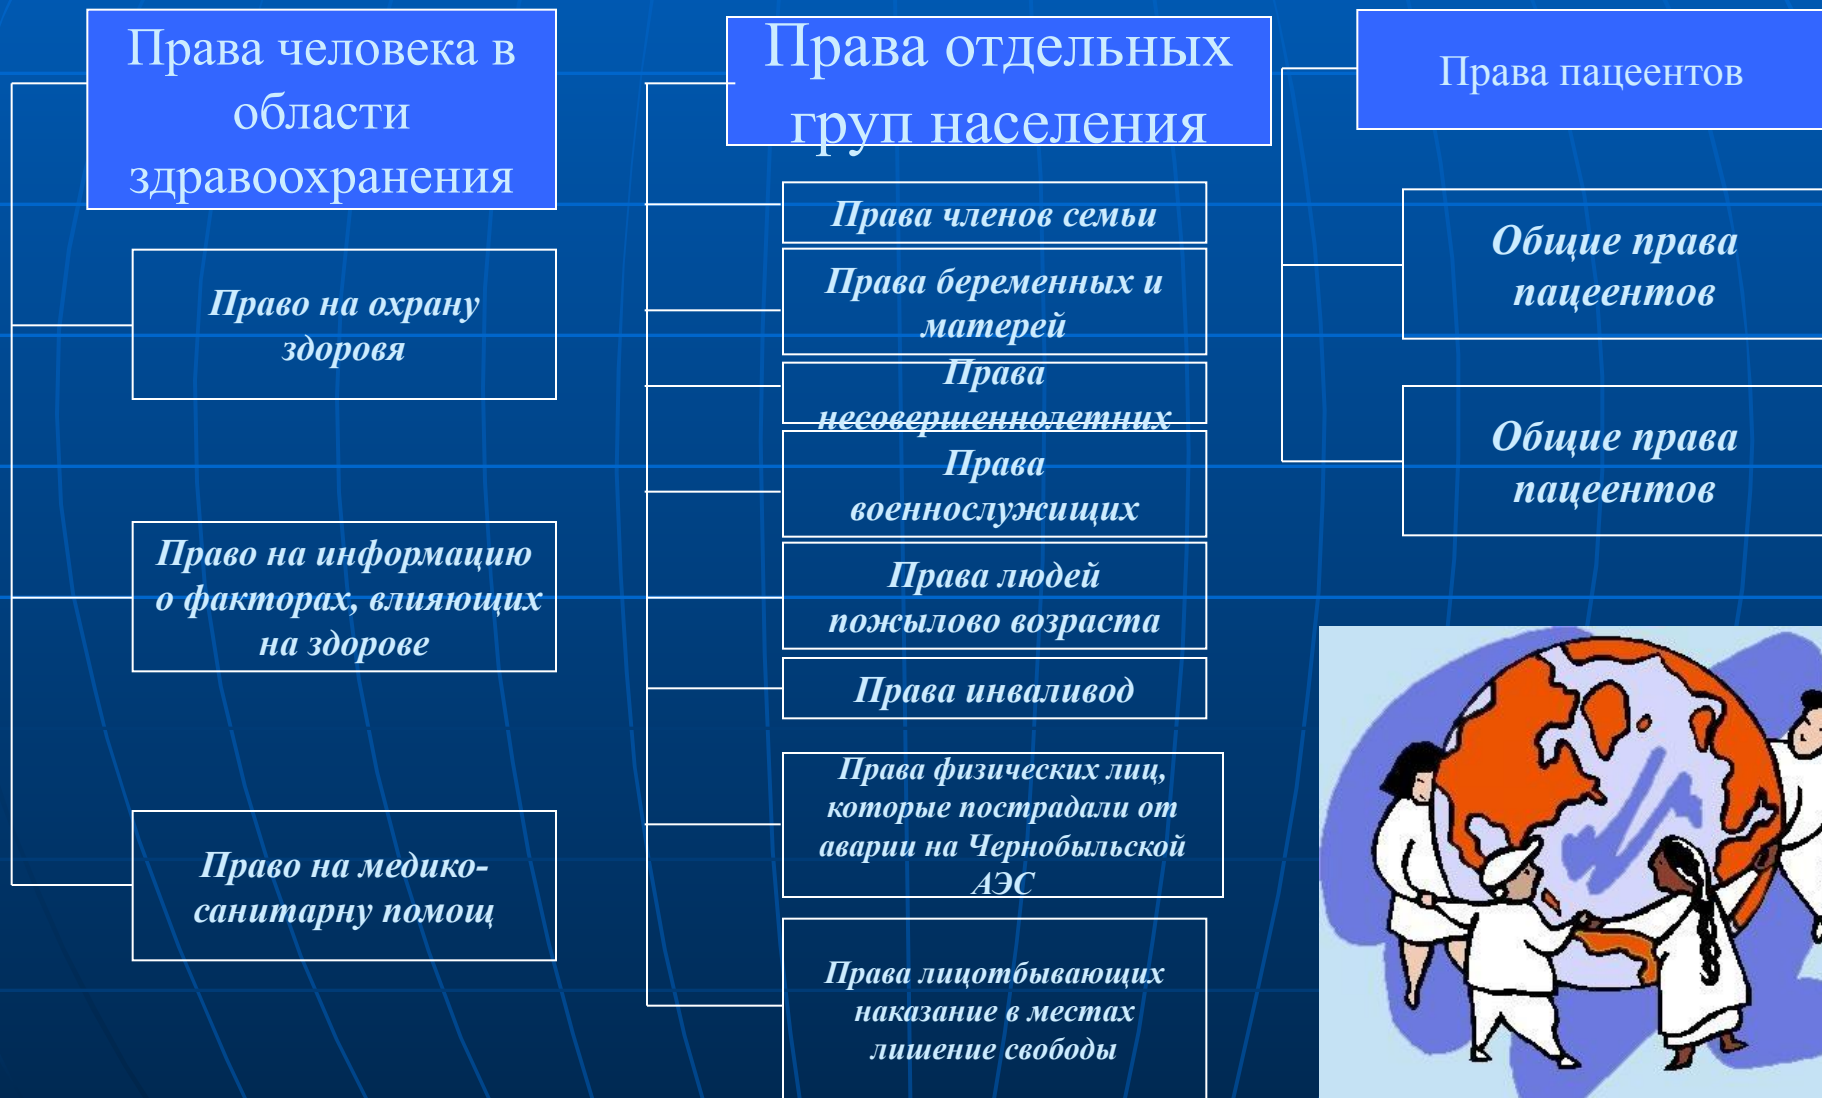 Права человека в
области
здравоохранения
Право на охрану
здоровя
Право на информацию
о факторах, влияющих
на здорове
Право на медико-
санитарну помощ
Права отдельных
груп населения
Права членов семьи
Права беременных и
матерей
Права
несовершеннолетних
Права
военнослужищих
Права людей
пожылово возраста
Права инваливод
Права физических лиц,
которые пострадали от
аварии на Чернобыльской
АЭС
Права лицотбывающих
наказание в местах
лишение свободы
Права пацеентов
Общие права
пацеентов
Общие права
пацеентов